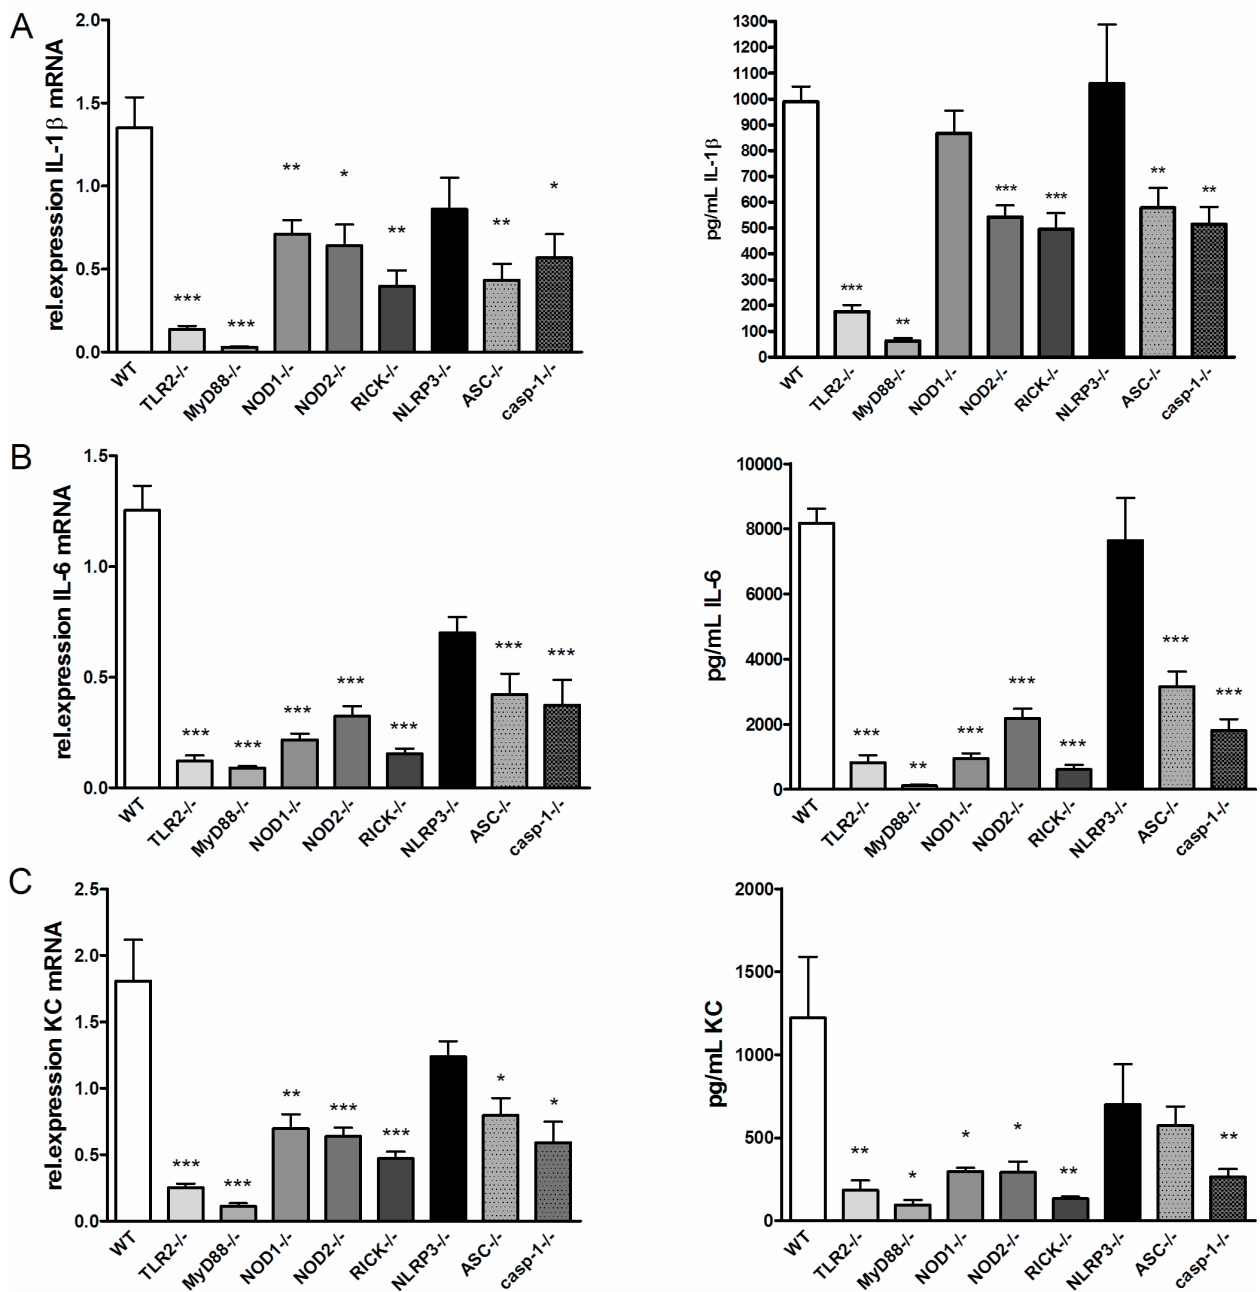 A
rel.expression IL-1β mRNA
2.0
1.5
1.0
0.5
0.0
***
***
**
*
**
**
*
WT
TLR2-/-
MyD88-/-
NOD1-/-
NOD2-/-
RICK-/-
NLRP3-/-
ASC-/-
casp-1-/-
pg/mL IL-1β
1300
1200
1100
1000
900
800
700
600
500
400
300
200
100
0
***
**
***
***
**
**
WT
TLR2-/-
MyD88-/-
NOD1-/-
NOD2-/-
RICK-/-
NLRP3-/-
ASC-/-
casp-1-/-
B
rel.expression IL-6 mRNA
1.5
1.0
0.5
0.0
***
***
***
***
***
***
***
WT
TLR2-/-
MyD88-/-
NOD1-/-
NOD2-/-
RICK-/-
NLRP3-/-
ASC-/-
casp-1-/-
pg/mL IL-6
10000
8000
6000
4000
2000
0
***
**
***
***
***
***
***
WT
TLR2-/-
MyD88-/-
NOD1-/-
NOD2-/-
RICK-/-
NLRP3-/-
ASC-/-
casp-1-/-
C
rel.expression KC mRNA
2.5
2.0
1.5
1.0
0.5
0.0
***
***
**
***
***
*
*
WT
TLR2-/-
MyD88-/-
NOD1-/-
NOD2-/-
RICK-/-
NLRP3-/-
ASC-/-
casp-1-/-
pg/mL KC
2000
1500
1000
500
0
**
*
*
*
**
**
WT
TLR2-/-
MyD88-/-
NOD1-/-
NOD2-/-
RICK-/-
NLRP3-/-
ASC-/-
casp-1-/-